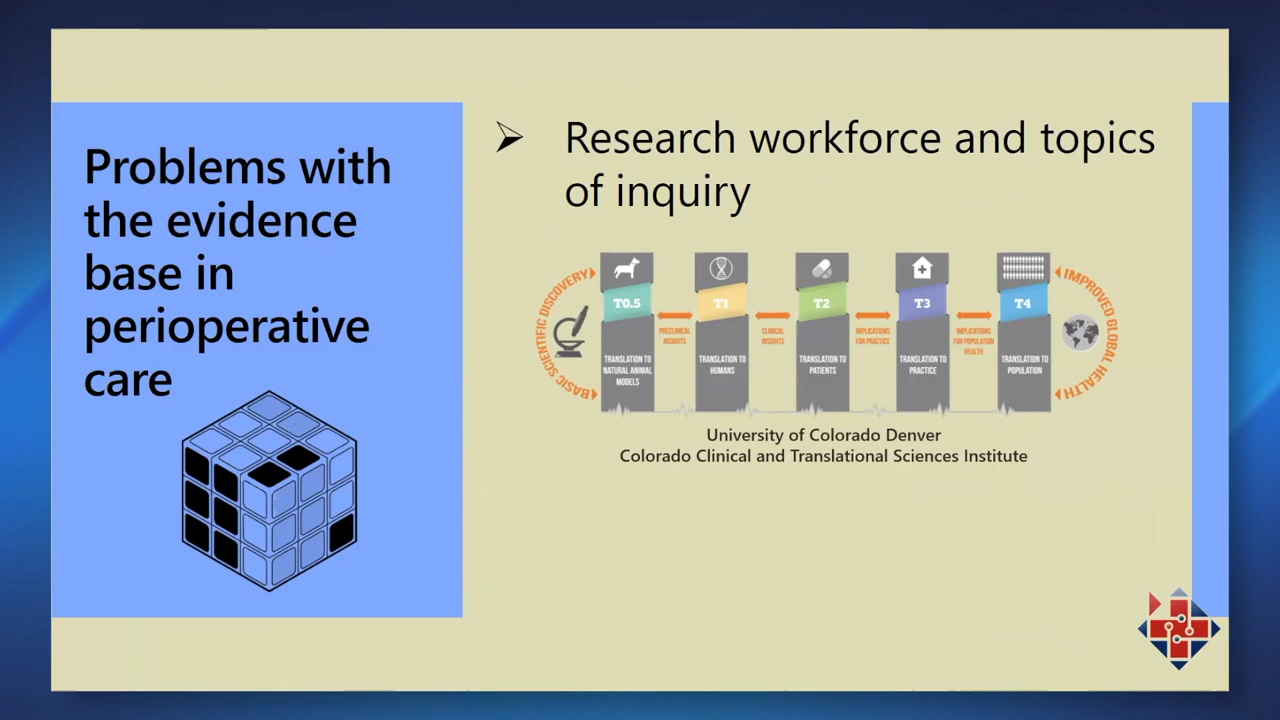 Problems with
the evidence
base in
perioperative
care
➢ Research workforce and topics
of inquiry
BASIC SCIENTIFIC DISCOVERY
T0.5
TRANSLATION TO
NATURAL ANIMAL
MODELS
PRECLINICAL
INSIGHTS
T1
TRANSLATION TO
HUMANS
CLINICAL
INSIGHTS
T2
TRANSLATION TO
PATIENTS
IMPLICATIONS
FOR PRACTICE
T3
TRANSLATION TO
PRACTICE
IMPLICATIONS
FOR POPULATION
HEALTH
T4
TRANSLATION TO
POPULATION
IMPROVED GLOBAL HEALTH
University of Colorado Denver
Colorado Clinical and Translational Sciences Institute